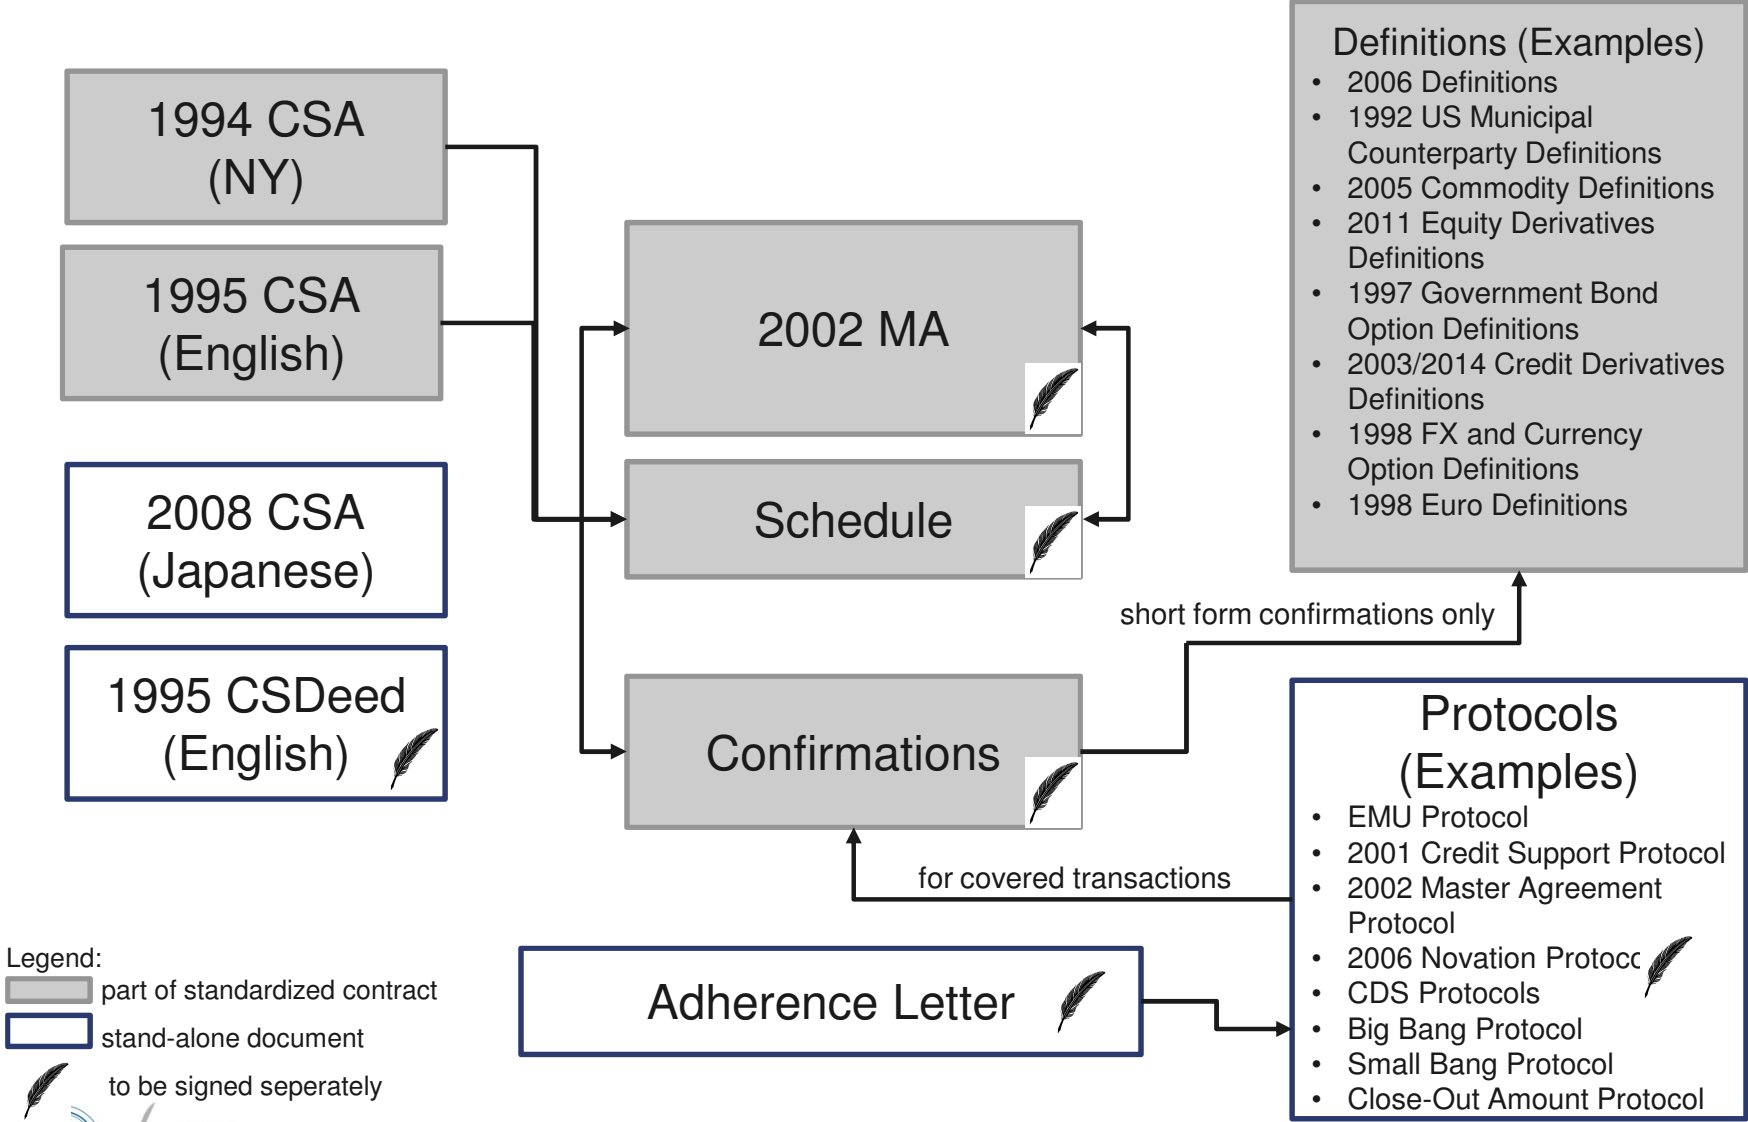 1994 CSA
(NY)
1995 CSA
(English)
2008 CSA
(Japanese)
1995 CSDeed
(English)
2002 MA
Schedule
Confirmations
Definitions (Examples)
• 2006 Definitions
• 1992 US Municipal
Counterparty Definitions
• 2005 Commodity Definitions
• 2011 Equity Derivatives
Definitions
• 1997 Government Bond
Option Definitions
• 2003/2014 Credit Derivatives
Definitions
• 1998 FX and Currency
Option Definitions
• 1998 Euro Definitions
short form confirmations only
for covered transactions
Protocols
(Examples)
• EMU Protocol
• 2001 Credit Support Protocol
• 2002 Master Agreement
Protocol
• 2006 Novation Protoco
• CDS Protocols
• Big Bang Protocol
• Small Bang Protocol
• Close-Out Amount Protocol
Adherence Letter
Legend:
part of standardized contract
stand-alone document
to be signed seperately